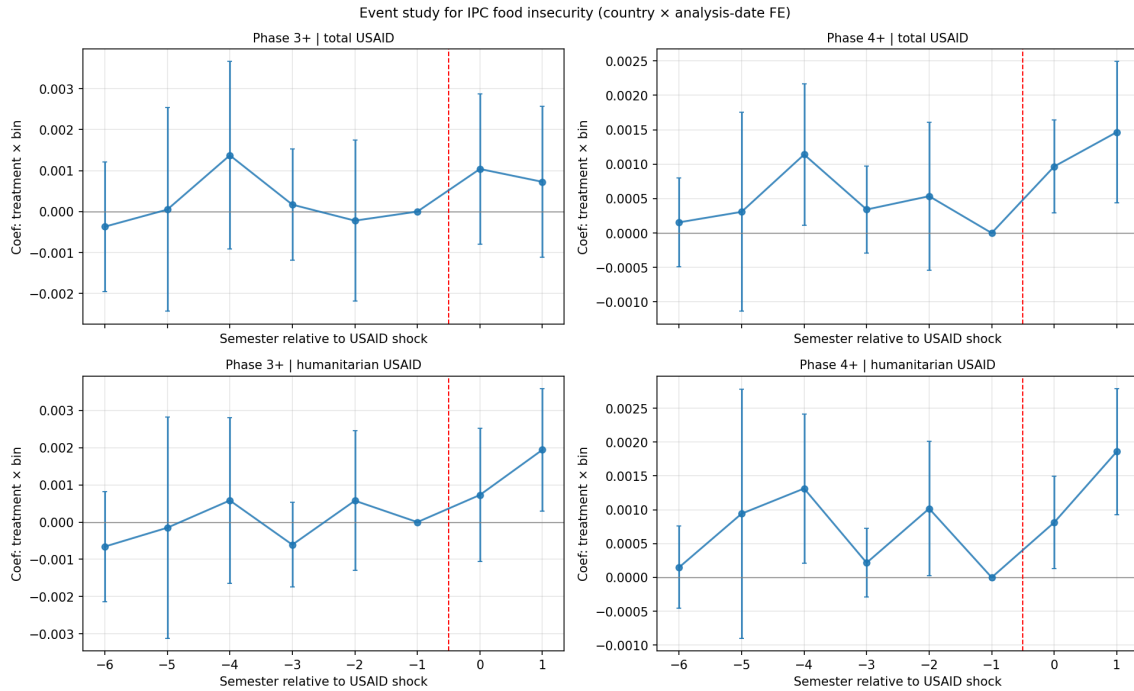 Event study for IPC food insecurity (country × analysis-date FE)
Phase 3+ | total USAID
Coef: treatment × bin
0.003
0.002
0.001
0.000
−0.001
−0.002
Semester relative to USAID shock
Phase 4+ | total USAID
Coef: treatment × bin
0.0025
0.0020
0.0015
0.0010
0.0005
0.0000
−0.0005
−0.0010
Semester relative to USAID shock
Phase 3+ | humanitarian USAID
Coef: treatment × bin
0.003
0.002
0.001
0.000
−0.001
−0.002
−0.003
−6 −5 −4 −3 −2 −1 0 1
Semester relative to USAID shock
Phase 4+ | humanitarian USAID
Coef: treatment × bin
0.0025
0.0020
0.0015
0.0010
0.0005
0.0000
−0.0005
−0.0010
−6 −5 −4 −3 −2 −1 0 1
Semester relative to USAID shock